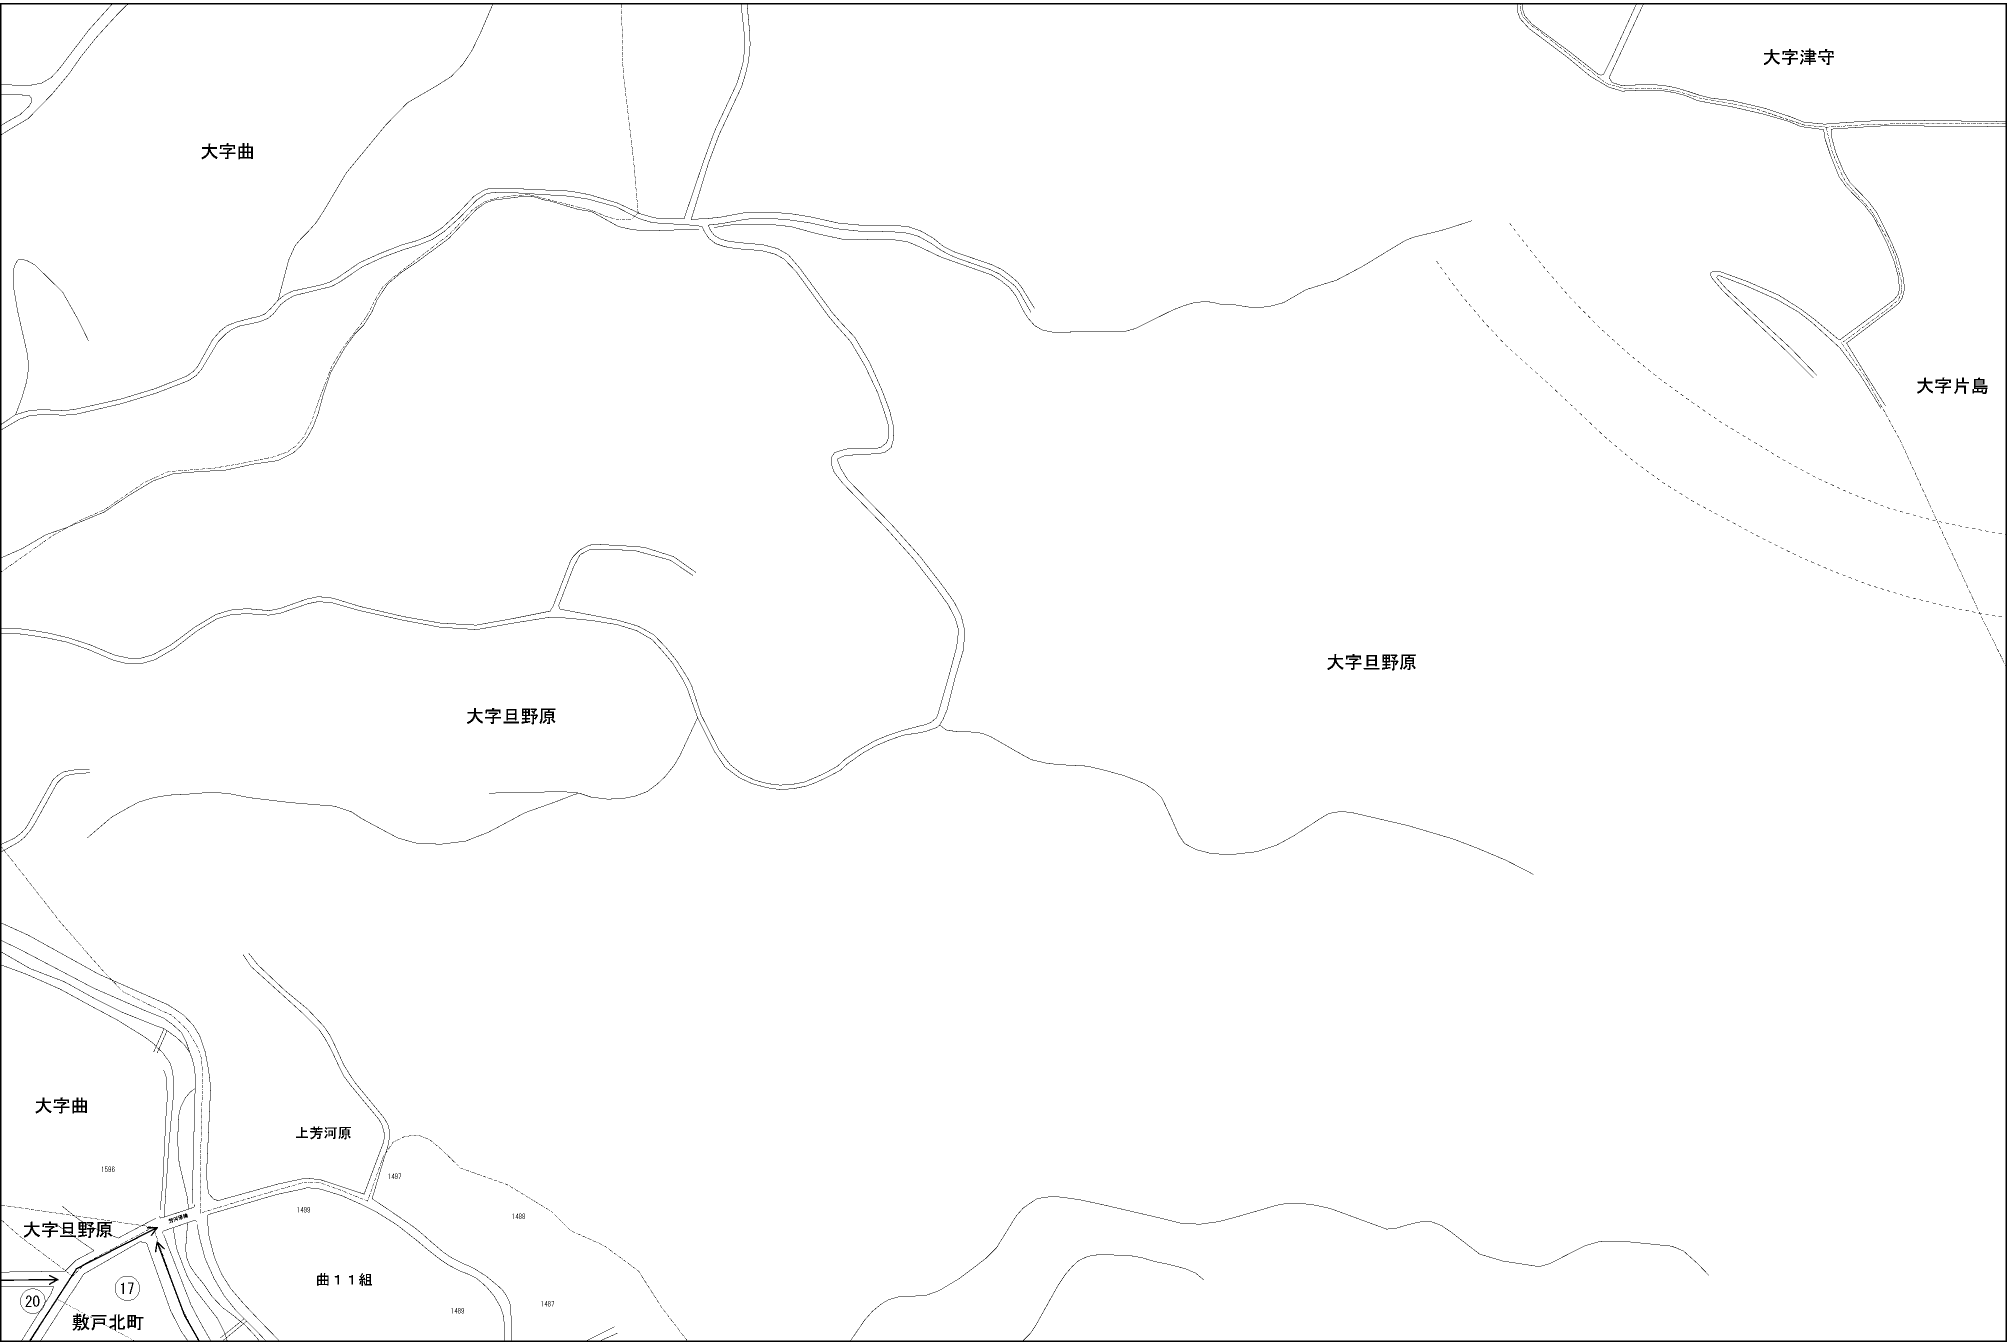 大字津守
大字曲
大字片島
大字旦野原
大字旦野原
大字曲
上芳河原
1596
1497
1499
1488
大字旦野原
曲１１組
17
20
1489
1487
敷戸北町